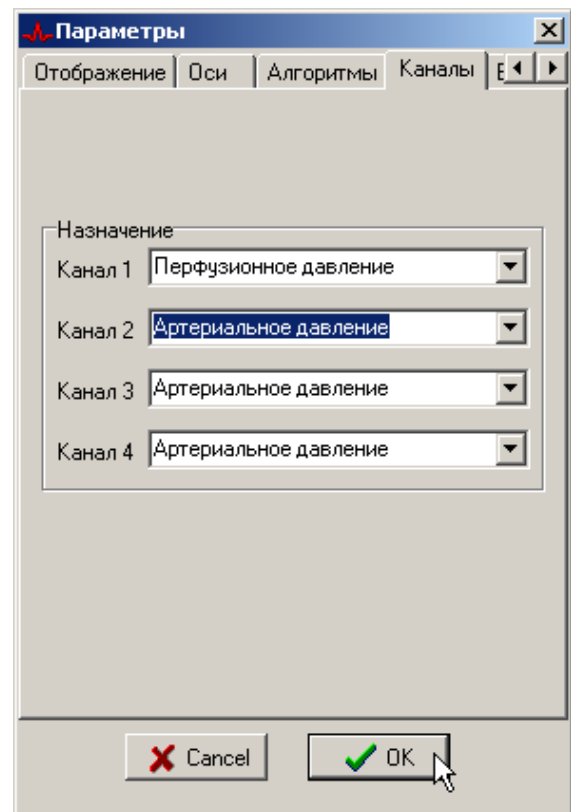 Параметры
Отображение Оси Алгоритмы Каналы
Назначение
Канал 1 Перфузионное давление
Канал 2 Артериальное давление
Канал 3 Артериальное давление
Канал 4 Артериальное давление
Cancel OK